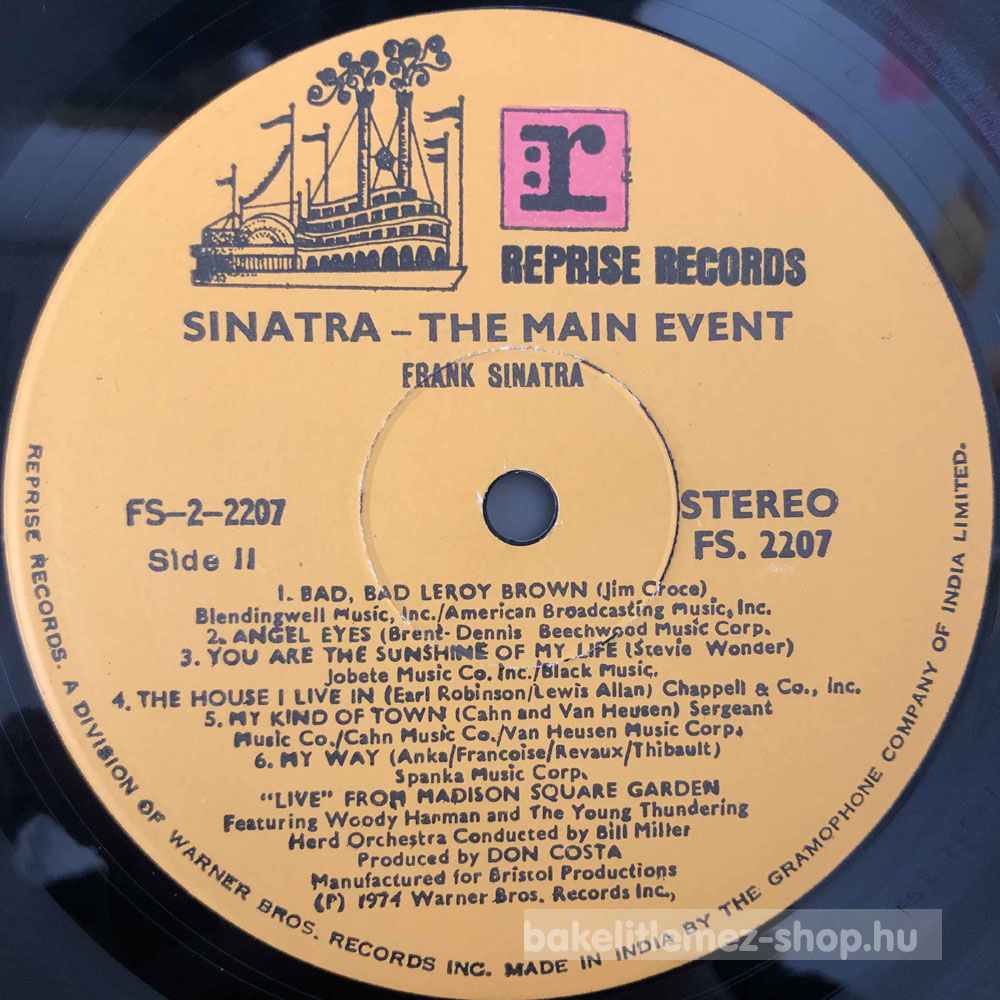 r
REPRISE RECORDS
SINATRA – THE MAIN EVENT
FRANK SINATRA
FS–2–2207
Side II
STEREO
FS. 2207
1. BAD, BAD LEROY BROWN (Jim Croce)
Blendingwell Music, Inc./American Broadcasting Music, Inc.
2. ANGEL EYES (Brent-Dennis Beechwood Music Corp.
3. YOU ARE THE SUNSHINE OF MY LIFE (Stevie Wonder)
Jobete Music Co. Inc./Black Music.
4. THE HOUSE I LIVE IN (Earl Robinson/Lewis Allan) Chappell & Co., Inc.
5. MY KIND OF TOWN (Cahn and Van Heusen) Sergeant
Music Co./Cahn Music Co./Van Heusen Music Corp.
6. MY WAY (Anka/Francoise/Revaux/Thibault)
Spanka Music Corp.
"LIVE" FROM MADISON SQUARE GARDEN
Featuring Woody Harman and The Young Thundering
Herd Orchestra Conducted by Bill Miller
Produced by DON COSTA
Manufactured for Bristol Productions
(P) 1974 Warner Bros. Records Inc.,
REPRISE RECORDS. A DIVISION OF WARNER BROS. RECORDS INC. MADE IN INDIA BY THE GRAMOPHONE COMPANY OF INDIA LIMITED.
bakelitlemez-shop.hu